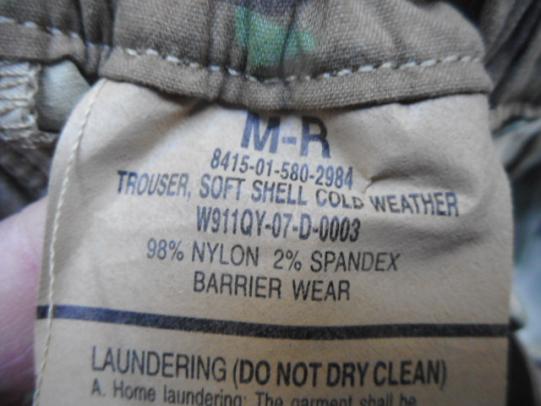 M-R
8415-01-580-2984
TROUSER, SOFT SHELL COLD WEATHER
W911QY-07-D-0003
98% NYLON 2% SPANDEX
BARRIER WEAR
LAUNDERING (DO NOT DRY CLEAN)
A. Home laundering: The garment shall be